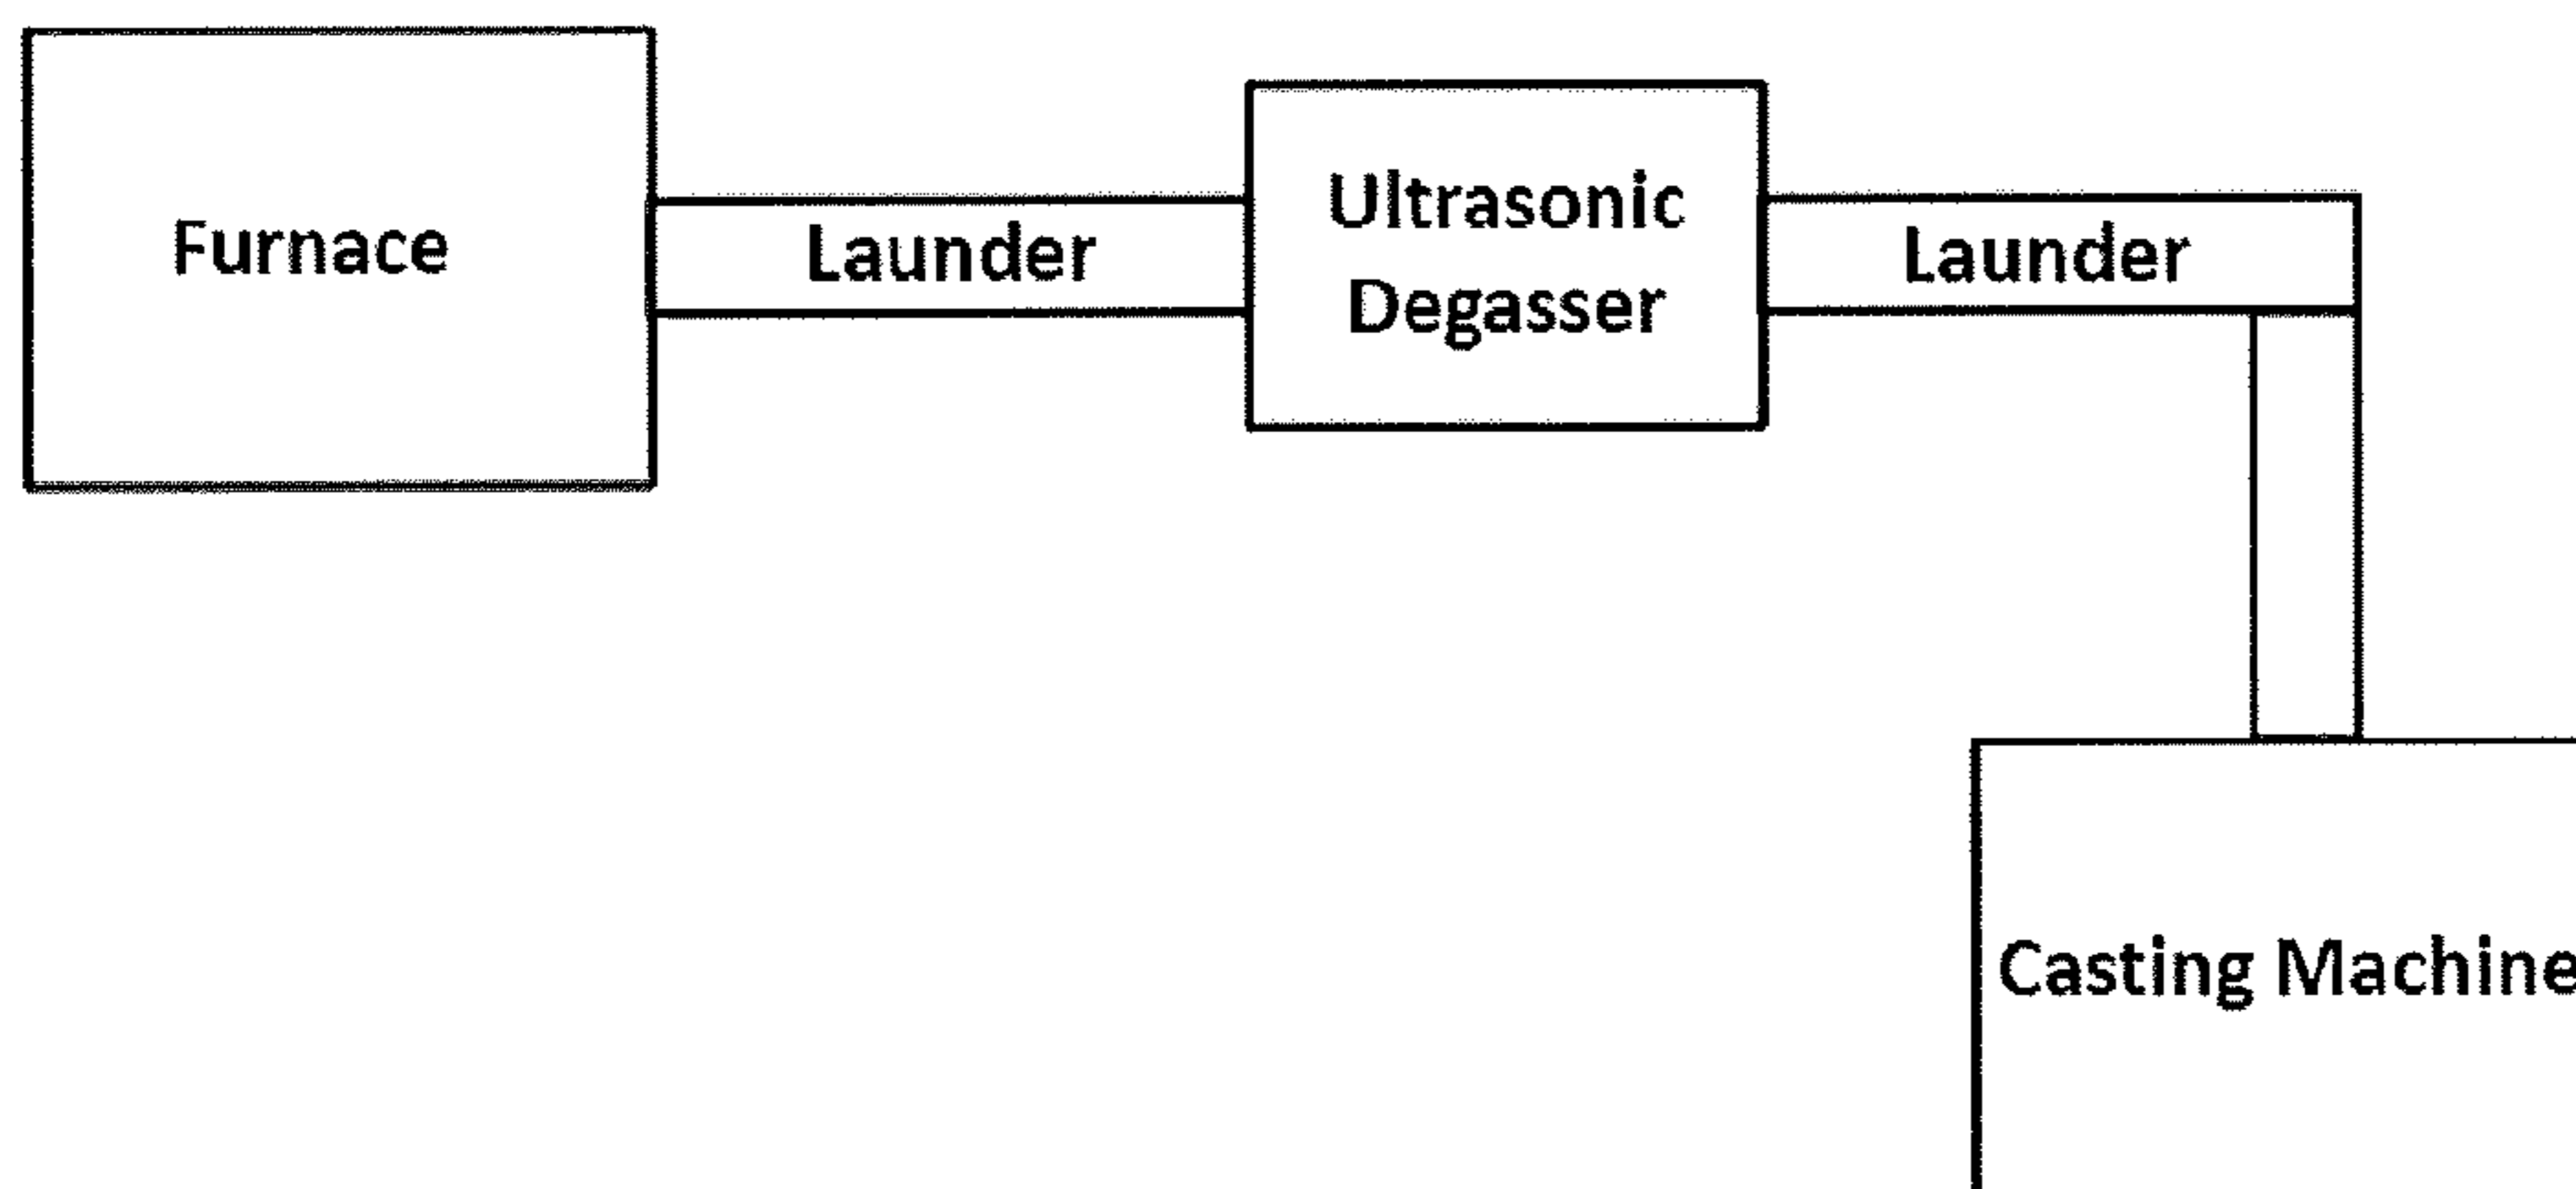 Furnace
Launder
Ultrasonic
Degasser
Launder
Casting Machine